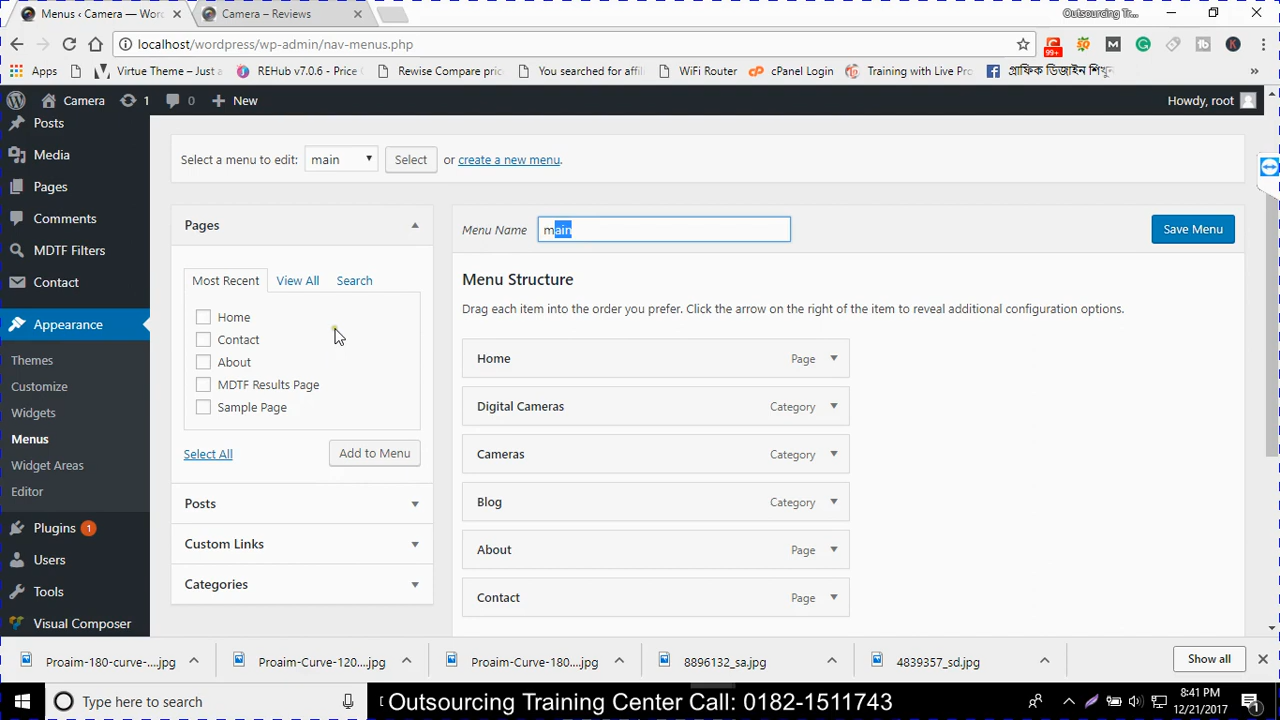 Menus ‹ Camera — Wor
Camera – Reviews
Outsourcing Tr...
localhost/wordpress/wp-admin/nav-menus.php
99+
Apps
Virtue Theme – Just a
REHub v7.0.6 - P
Rewise Compare pric
You searched for affil
WiFi Router
cPanel Login
Training with Live Pro
গ্রাফিক ডিজাইন শিখুন
»
Camera
1
0
New
Howdy, root
Posts
Media
Pages
Comments
MDTF Filters
Contact
Appearance
Themes
Customize
Widgets
Menus
Widget Areas
Editor
Plugins 1
Users
Tools
Visual Composer
Select a menu to edit: main Select or create a new menu.
Pages
Most Recent View All Search
Home
Contact
About
MDTF Results Page
Sample Page
Select All Add to Menu
Posts
Custom Links
Categories
Menu Name main Save Menu
Menu Structure
Drag each item into the order you prefer. Click the arrow on the right of the item to reveal additional configuration options.
Home Page
Digital Cameras Category
Cameras Category
Blog Category
About Page
Contact Page
Proaim-180-curve-....jpg
Proaim-Curve-120....jpg
Proaim-Curve-180....jpg
8896132_sa.jpg
4839357_sd.jpg
Show all
Type here to search
Outsourcing Training Center Call: 0182-1511743
8:41 PM
12/21/2017